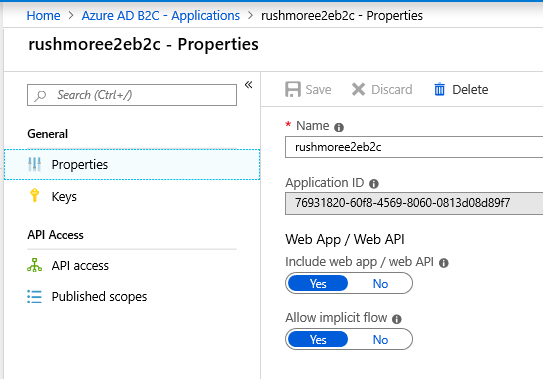 Home > Azure AD B2C - Applications > rushmoree2eb2c - Properties
rushmoree2eb2c - Properties
Search (Ctrl+/)
General
Properties
Keys
API Access
API access
Published scopes
Save Discard Delete
* Name
rushmoree2eb2c
Application ID
76931820-60f8-4569-8060-0813d08d89f7
Web App / Web API
Include web app / web API
Yes No
Allow implicit flow
Yes No